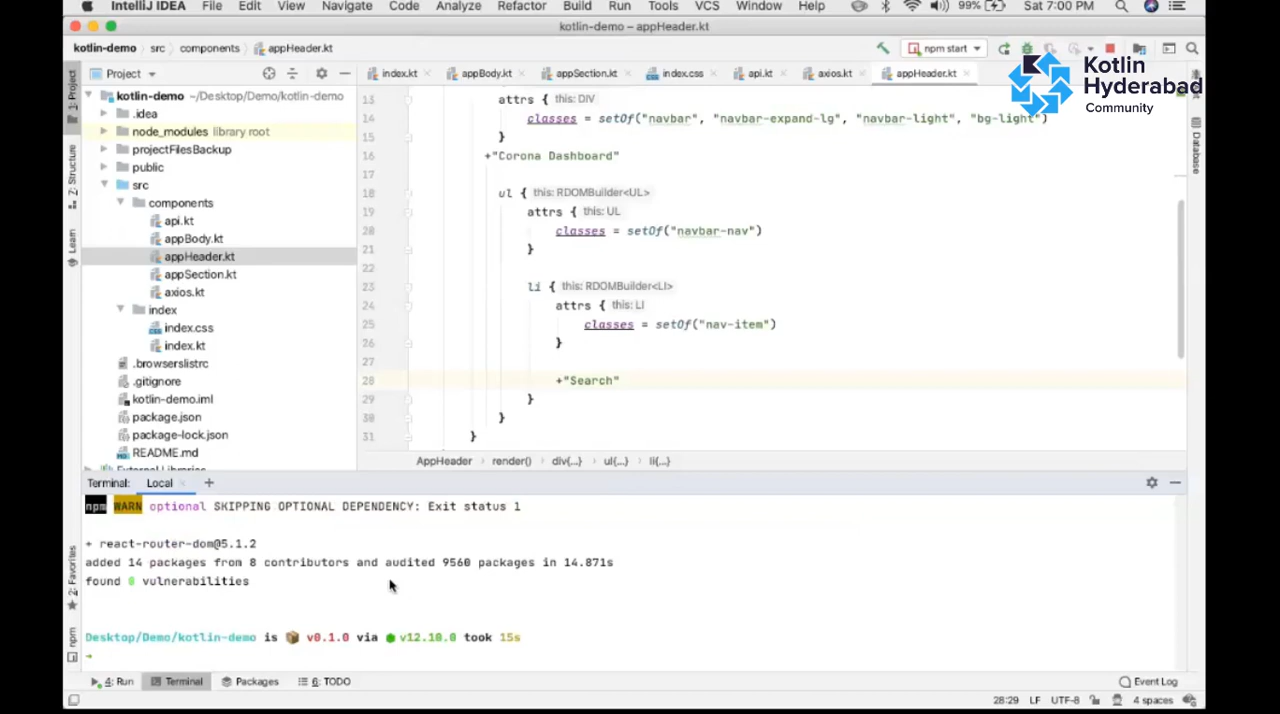 IntelliJ IDEA File Edit View Navigate Code Analyze Refactor Build Run Tools VCS Window Help 99% Sat 7:00 PM
kotlin-demo – appHeader.kt
kotlin-demo src components appHeader.kt npm start
Kotlin
Hyderabad
Community
Project index.kt appBody.kt appSection.kt index.css api.kt axios.kt appHeader.kt
1: Project
Z: Structure
Learn
2: Favorites
npm
Database
kotlin-demo ~/Desktop/Demo/kotlin-demo
.idea
node_modules library root
projectFilesBackup
public
src
components
api.kt
appBody.kt
appHeader.kt
appSection.kt
axios.kt
index
index.css
index.kt
.browserslistrc
.gitignore
kotlin-demo.iml
package.json
package-lock.json
README.md
External Libraries
13 attrs { this: DIV
14 classes = setOf("navbar", "navbar-expand-lg", "navbar-light", "bg-light")
15 }
16 +"Corona Dashboard"
17
18 ul { this: RDOMBuilder<UL>
19 attrs { this: UL
20 classes = setOf("navbar-nav")
21 }
22
23 li { this: RDOMBuilder<LI>
24 attrs { this: LI
25 classes = setOf("nav-item")
26 }
27
28 +"Search"
29 }
30 }
31 }
AppHeader render() div{...} ul{...} li{...}
Terminal: Local +
npm WARN optional SKIPPING OPTIONAL DEPENDENCY: Exit status 1
+ react-router-dom@5.1.2
added 14 packages from 8 contributors and audited 9560 packages in 14.871s
found 0 vulnerabilities
Desktop/Demo/kotlin-demo is 📦 v0.1.0 via ⬢ v12.10.0 took 15s
→
4: Run Terminal Packages 6: TODO Event Log
28:29 LF UTF-8 4 spaces